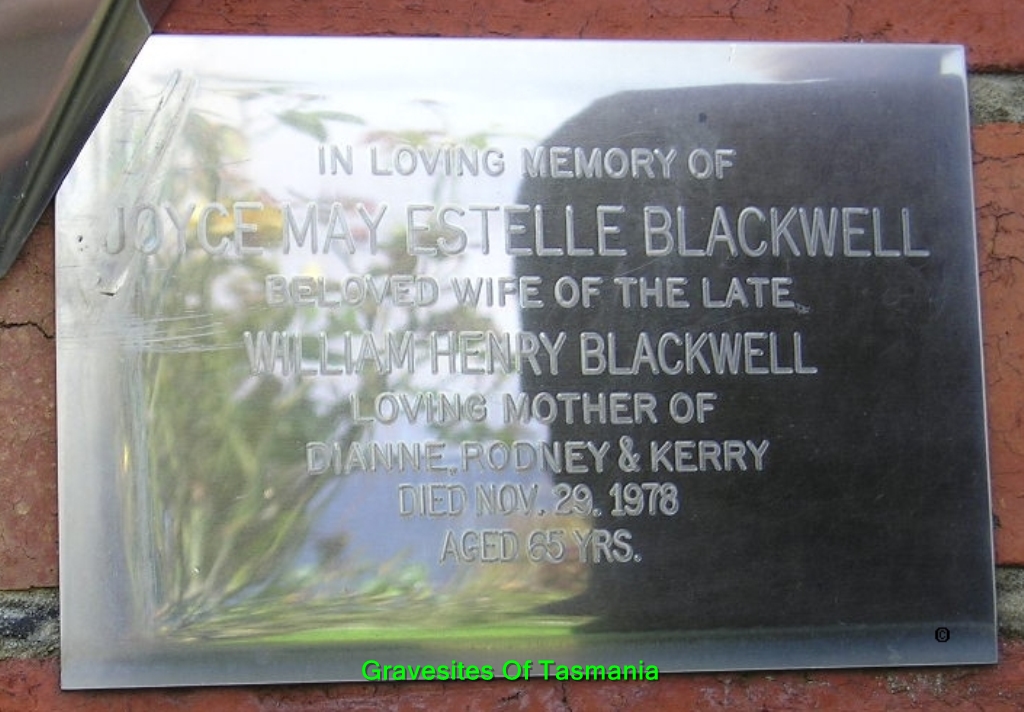 IN LOVING MEMORY OF
JOYCE MAY ESTELLE BLACKWELL
BELOVED WIFE OF THE LATE
WILLIAM HENRY BLACKWELL
LOVING MOTHER OF
DIANNE, RODNEY & KERRY
DIED NOV. 29, 1978
AGED 65 YRS.
©
Gravesites Of Tasmania